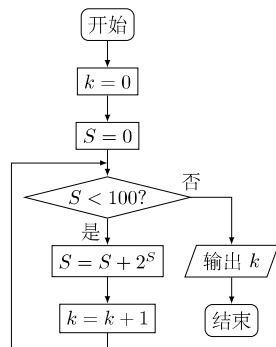 开始
k = 0
S = 0
S < 100?
否
是
S = S + 2^S
输出 k
k = k + 1
结束